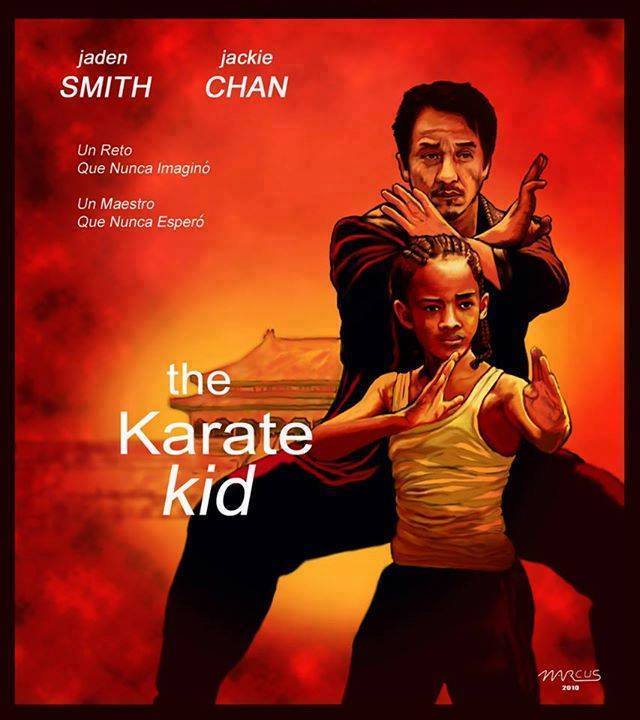 jaden
SMITH
jackie
CHAN
Un Reto
Que Nunca Imaginó
Un Maestro
Que Nunca Esperó
the
Karate
kid
MARCUS
2010